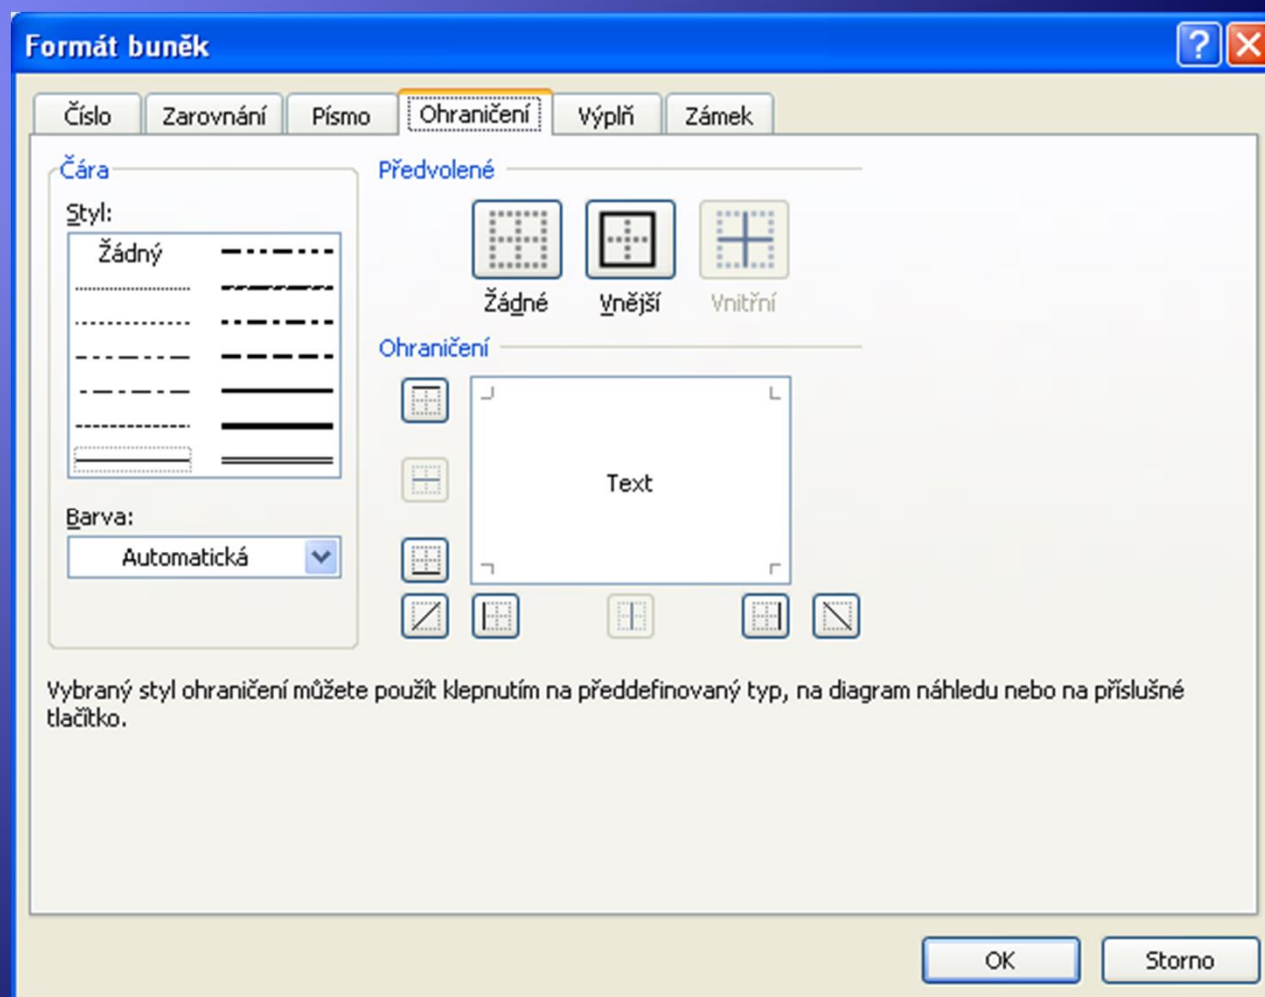 Formát buněk
Číslo Zarovnání Písmo Ohraničení Výplň Zámek
Čára
Styl:
Žádný
Barva:
Automatická
Předvolené
Žádné Vnější Vnitřní
Ohraničení
Text
Vybraný styl ohraničení můžete použít klepnutím na předdefinovaný typ, na diagram náhledu nebo na příslušné
tlačítko.
OK Storno